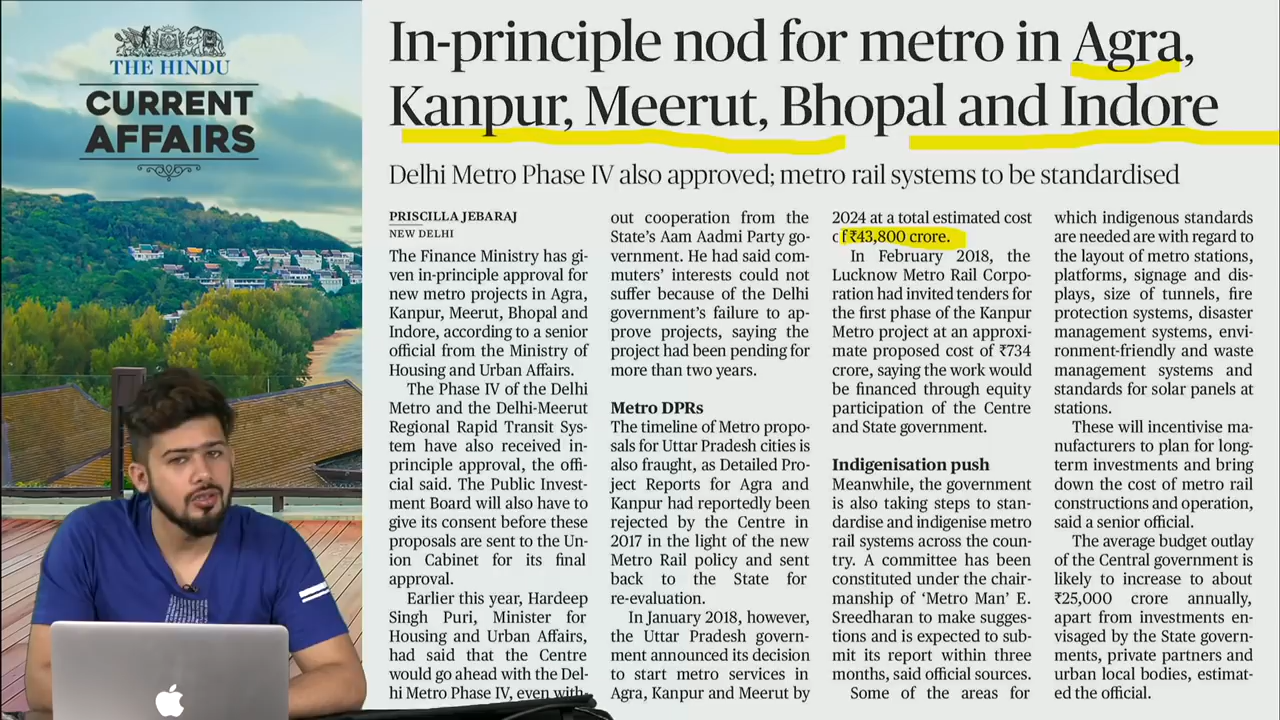 THE HINDU
CURRENT
AFFAIRS
In-principle nod for metro in Agra,
Kanpur, Meerut, Bhopal and Indore
Delhi Metro Phase IV also approved; metro rail systems to be standardised
PRISCILLA JEBARAJ
NEW DELHI
The Finance Ministry has gi-
ven in-principle approval for
new metro projects in Agra,
Kanpur, Meerut, Bhopal and
Indore, according to a senior
official from the Ministry of
Housing and Urban Affairs.
The Phase IV of the Delhi
Metro and the Delhi-Meerut
Regional Rapid Transit Sys-
tem have also received in-
principle approval, the offi-
cial said. The Public Invest-
ment Board will also have to
give its consent before these
proposals are sent to the Un-
ion Cabinet for its final
approval.
Earlier this year, Hardeep
Singh Puri, Minister for
Housing and Urban Affairs,
had said that the Centre
would go ahead with the Del-
hi Metro Phase IV, even with-
out cooperation from the
State's Aam Aadmi Party go-
vernment. He had said com-
muters' interests could not
suffer because of the Delhi
government's failure to ap-
prove projects, saying the
project had been pending for
more than two years.
Metro DPRs
The timeline of Metro propo-
sals for Uttar Pradesh cities is
also fraught, as Detailed Pro-
ject Reports for Agra and
Kanpur had reportedly been
rejected by the Centre in
2017 in the light of the new
Metro Rail policy and sent
back to the State for
re-evaluation.
In January 2018, however,
the Uttar Pradesh govern-
ment announced its decision
to start metro services in
Agra, Kanpur and Meerut by
2024 at a total estimated cost
of ₹43,800 crore.
In February 2018, the
Lucknow Metro Rail Corpo-
ration had invited tenders for
the first phase of the Kanpur
Metro project at an approxi-
mate proposed cost of ₹734
crore, saying the work would
be financed through equity
participation of the Centre
and State government.
Indigenisation push
Meanwhile, the government
is also taking steps to stan-
dardise and indigenise metro
rail systems across the coun-
try. A committee has been
constituted under the chair-
manship of 'Metro Man' E.
Sreedharan to make sugges-
tions and is expected to sub-
mit its report within three
months, said official sources.
Some of the areas for
which indigenous standards
are needed are with regard to
the layout of metro stations,
platforms, signage and dis-
plays, size of tunnels, fire
protection systems, disaster
management systems, envi-
ronment-friendly and waste
management systems and
standards for solar panels at
stations.
These will incentivise ma-
nufacturers to plan for long-
term investments and bring
down the cost of metro rail
constructions and operation,
said a senior official.
The average budget outlay
of the Central government is
likely to increase to about
₹25,000 crore annually,
apart from investments en-
visaged by the State govern-
ments, private partners and
urban local bodies, estimat-
ed the official.